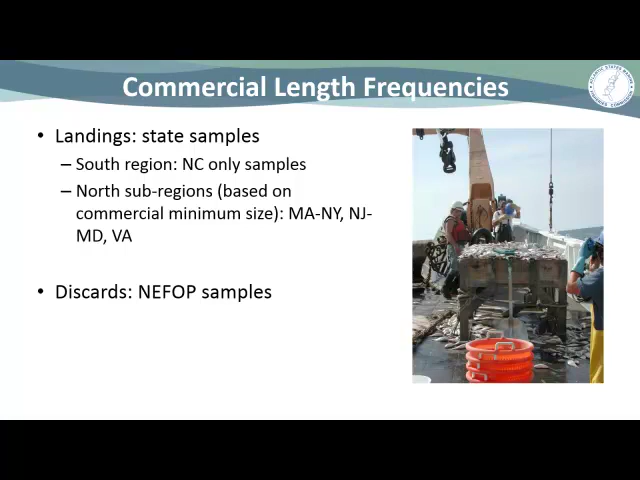 Commercial Length Frequencies
• Landings: state samples
– South region: NC only samples
– North sub-regions (based on
commercial minimum size): MA-NY, NJ-
MD, VA
• Discards: NEFOP samples